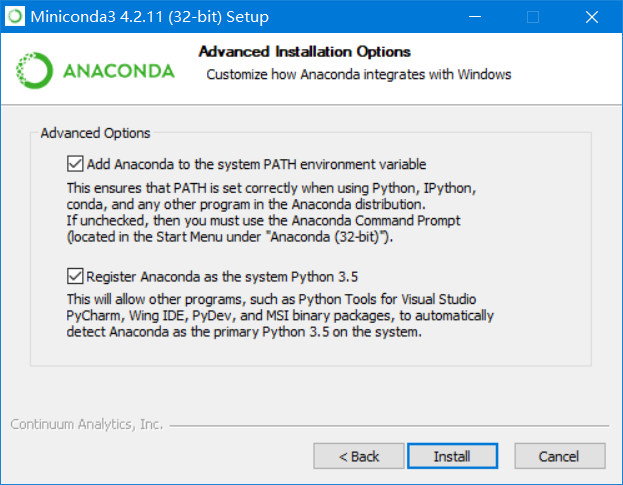 Miniconda3 4.2.11 (32-bit) Setup
ANACONDA
Advanced Installation Options
Customize how Anaconda integrates with Windows
Advanced Options
Add Anaconda to the system PATH environment variable
This ensures that PATH is set correctly when using Python, IPython,
conda, and any other program in the Anaconda distribution.
If unchecked, then you must use the Anaconda Command Prompt
(located in the Start Menu under "Anaconda (32-bit)").
Register Anaconda as the system Python 3.5
This will allow other programs, such as Python Tools for Visual Studio
PyCharm, Wing IDE, PyDev, and MSI binary packages, to automatically
detect Anaconda as the primary Python 3.5 on the system.
Continuum Analytics, Inc.
< Back
Install
Cancel